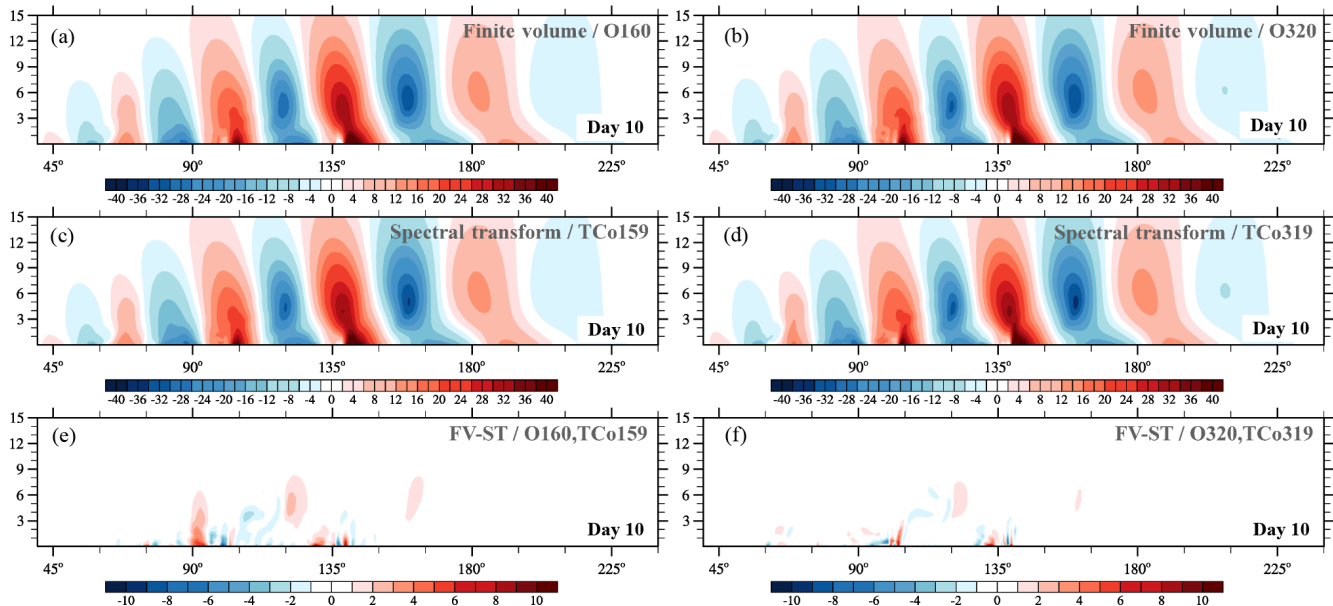 (a) Finite volume / O160
15
12
9
6
3
Day 10
45° 90° 135° 180° 225°
-40 -36 -32 -28 -24 -20 -16 -12 -8 -4 0 4 8 12 16 20 24 28 32 36 40
(b) Finite volume / O320
15
12
9
6
3
Day 10
45° 90° 135° 180° 225°
-40 -36 -32 -28 -24 -20 -16 -12 -8 -4 0 4 8 12 16 20 24 28 32 36 40
(c) Spectral transform / TCo159
15
12
9
6
3
Day 10
45° 90° 135° 180° 225°
-40 -36 -32 -28 -24 -20 -16 -12 -8 -4 0 4 8 12 16 20 24 28 32 36 40
(d) Spectral transform / TCo319
15
12
9
6
3
Day 10
45° 90° 135° 180° 225°
-40 -36 -32 -28 -24 -20 -16 -12 -8 -4 0 4 8 12 16 20 24 28 32 36 40
(e) FV-ST / O160,TCo159
15
12
9
6
3
Day 10
45° 90° 135° 180° 225°
-10 -8 -6 -4 -2 0 2 4 6 8 10
(f) FV-ST / O320,TCo319
15
12
9
6
3
Day 10
45° 90° 135° 180° 225°
-10 -8 -6 -4 -2 0 2 4 6 8 10